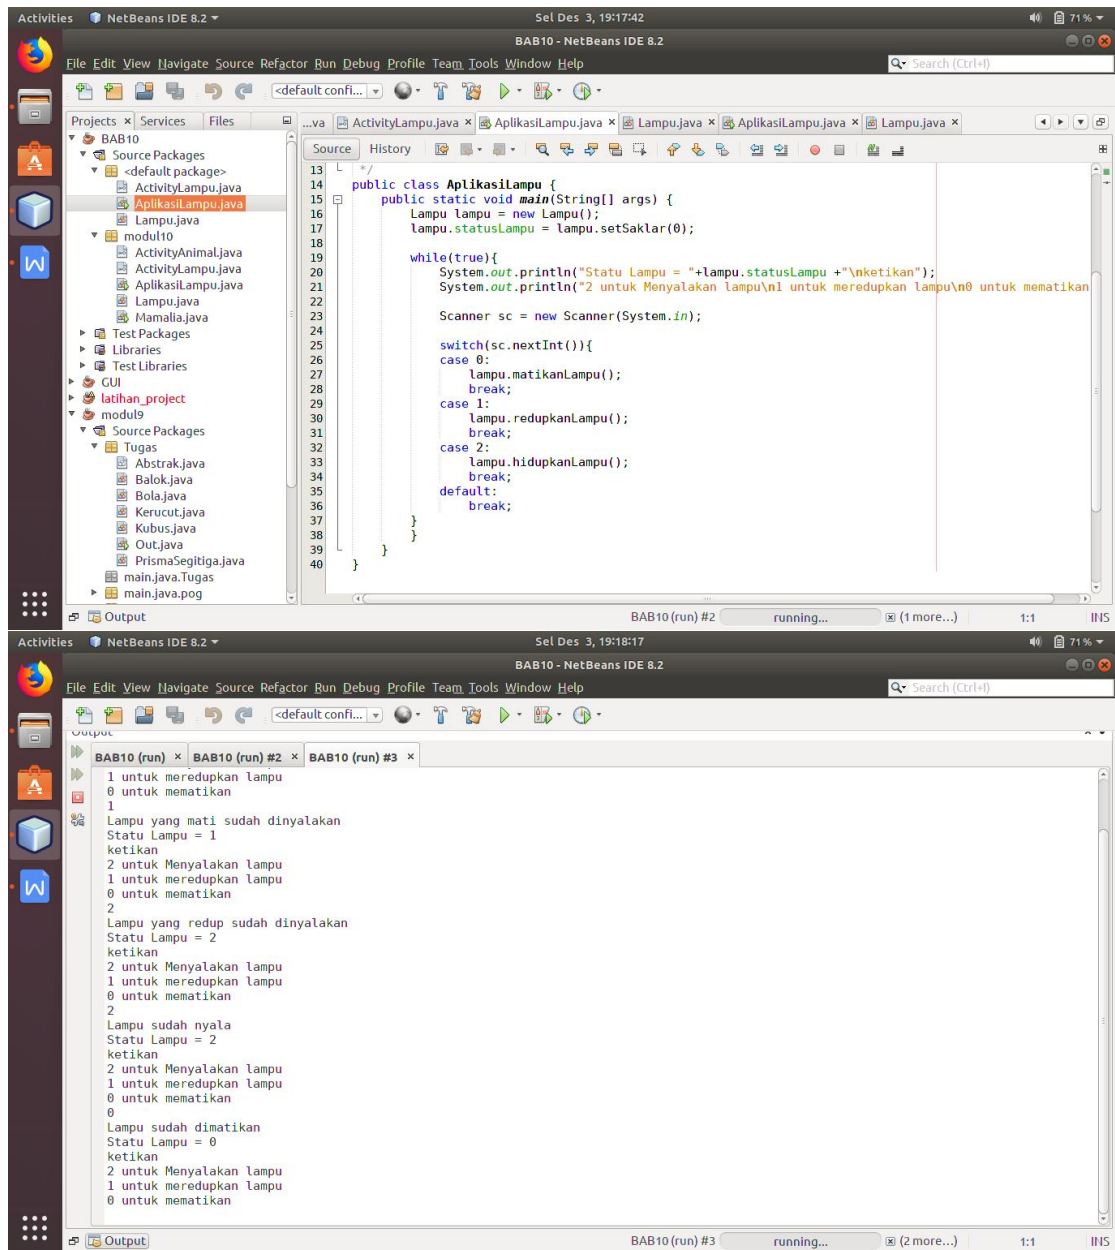 Activities NetBeans IDE 8.2 Sel Des 3, 19:17:42 71%
BAB10 - NetBeans IDE 8.2
File Edit View Navigate Source Refactor Run Debug Profile Team Tools Window Help Search (Ctrl+I)
<default confi...
Projects Services Files
BAB10
Source Packages
<default package>
ActivityLampu.java
AplikasiLampu.java
Lampu.java
modul10
ActivityAnimal.java
ActivityLampu.java
AplikasiLampu.java
Lampu.java
Mamalia.java
Test Packages
Libraries
Test Libraries
GUI
latihan_project
modul9
Source Packages
Tugas
Abstrak.java
Balok.java
Bola.java
Kerucut.java
Kubus.java
Out.java
PrismaSegitiga.java
main.java.Tugas
main.java.pog
...va ActivityLampu.java AplikasiLampu.java Lampu.java AplikasiLampu.java Lampu.java
Source History
13 */
14 public class AplikasiLampu {
15 public static void main(String[] args) {
16 Lampu lampu = new Lampu();
17 lampu.statusLampu = lampu.setSaklar(0);
18
19 while(true){
20 System.out.println("Statu Lampu = "+lampu.statusLampu +"\nketikan");
21 System.out.println("2 untuk Menyalakan lampu\n1 untuk meredupkan lampu\n0 untuk mematikan
22
23 Scanner sc = new Scanner(System.in);
24
25 switch(sc.nextInt()){
26 case 0:
27 lampu.matikanLampu();
28 break;
29 case 1:
30 lampu.redupkanLampu();
31 break;
32 case 2:
33 lampu.hidupkanLampu();
34 break;
35 default:
36 break;
37 }
38 }
39 }
40 }
Output BAB10 (run) #2 running... (1 more...) 1:1 INS
Activities NetBeans IDE 8.2 Sel Des 3, 19:18:17 71%
BAB10 - NetBeans IDE 8.2
File Edit View Navigate Source Refactor Run Debug Profile Team Tools Window Help Search (Ctrl+I)
<default confi...
Output
BAB10 (run) BAB10 (run) #2 BAB10 (run) #3
1 untuk meredupkan lampu
0 untuk mematikan
1
Lampu yang mati sudah dinyalakan
Statu Lampu = 1
ketikan
2 untuk Menyalakan lampu
1 untuk meredupkan lampu
0 untuk mematikan
2
Lampu yang redup sudah dinyalakan
Statu Lampu = 2
ketikan
2 untuk Menyalakan lampu
1 untuk meredupkan lampu
0 untuk mematikan
2
Lampu sudah nyala
Statu Lampu = 2
ketikan
2 untuk Menyalakan lampu
1 untuk meredupkan lampu
0 untuk mematikan
0
Lampu sudah dimatikan
Statu Lampu = 0
ketikan
2 untuk Menyalakan lampu
1 untuk meredupkan lampu
0 untuk mematikan
Output BAB10 (run) #3 running... (2 more...) 1:1 INS